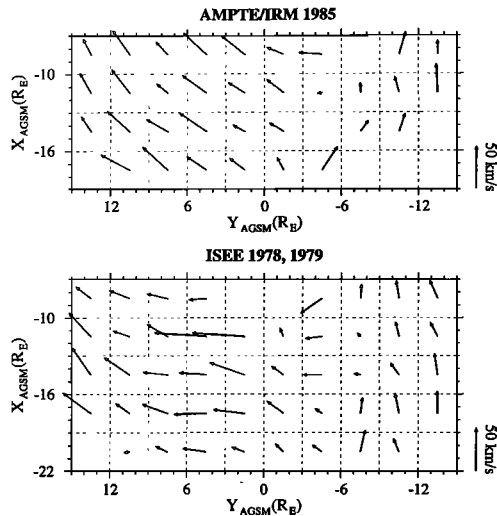 AMPTE/IRM 1985
X_AGSM(R_E)
-10
-16
12 6 0 -6 -12
Y_AGSM(R_E)
50 km/s
ISEE 1978, 1979
X_AGSM(R_E)
-10
-16
-22
12 6 0 -6 -12
Y_AGSM(R_E)
50 km/s